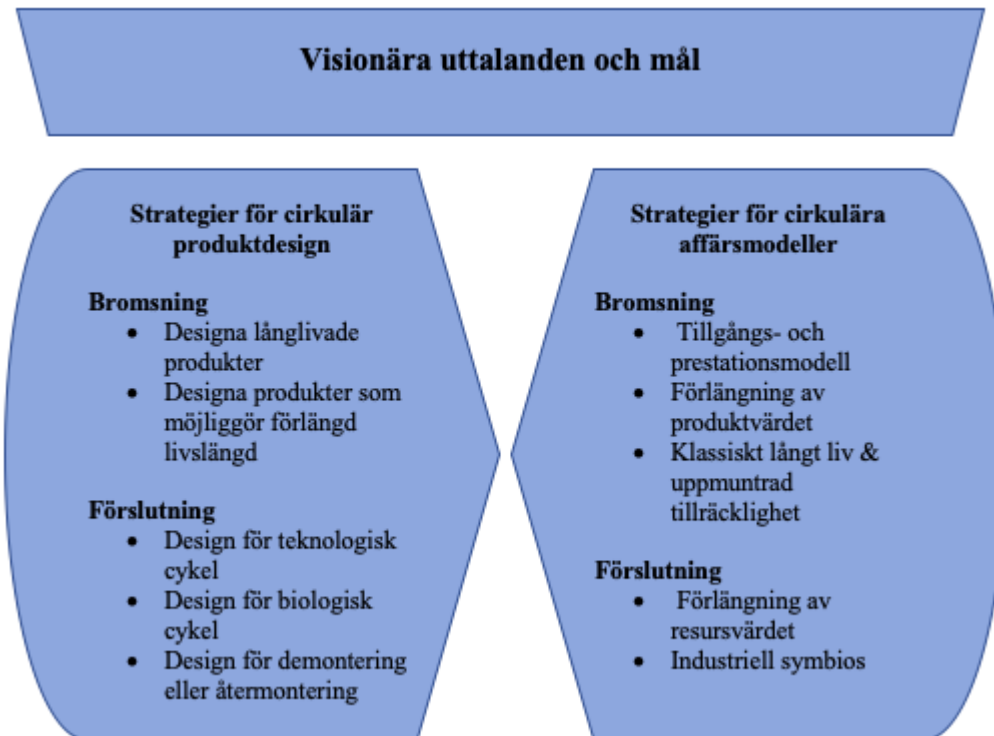 Visionära uttalanden och mål
Strategier för cirkulär
produktdesign
Bromsning
• Designa långlivade
produkter
• Designa produkter som
möjliggör förlängd
livslängd
Förslutning
• Design för teknologisk
cykel
• Design för biologisk
cykel
• Design för demontering
eller återmontering
Strategier för cirkulära
affärsmodeller
Bromsning
• Tillgångs- och
prestationsmodell
• Förlängning av
produktvärdet
• Klassiskt långt liv &
uppmuntrad
tillräcklighet
Förslutning
• Förlängning av
resursvärdet
• Industriell symbios